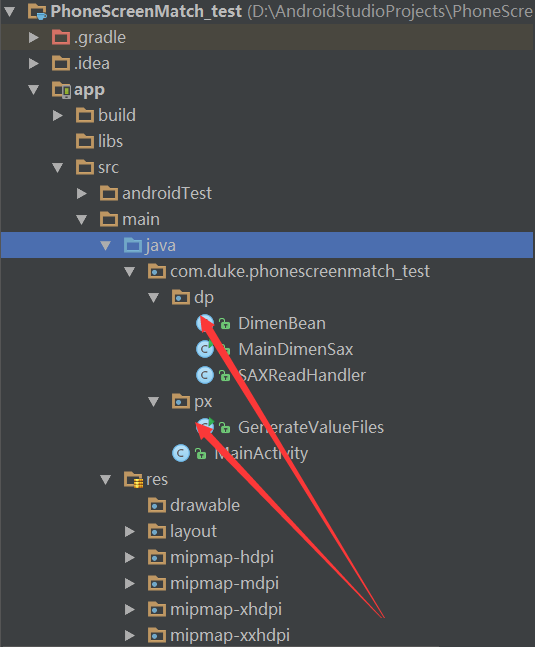 PhoneScreenMatch_test (D:\AndroidStudioProjects\PhoneScre
.gradle
.idea
app
build
libs
src
androidTest
main
java
com.duke.phonescreenmatch_test
dp
DimenBean
MainDimenSax
SAXReadHandler
px
GenerateValueFiles
MainActivity
res
drawable
layout
mipmap-hdpi
mipmap-mdpi
mipmap-xhdpi
mipmap-xxhdpi